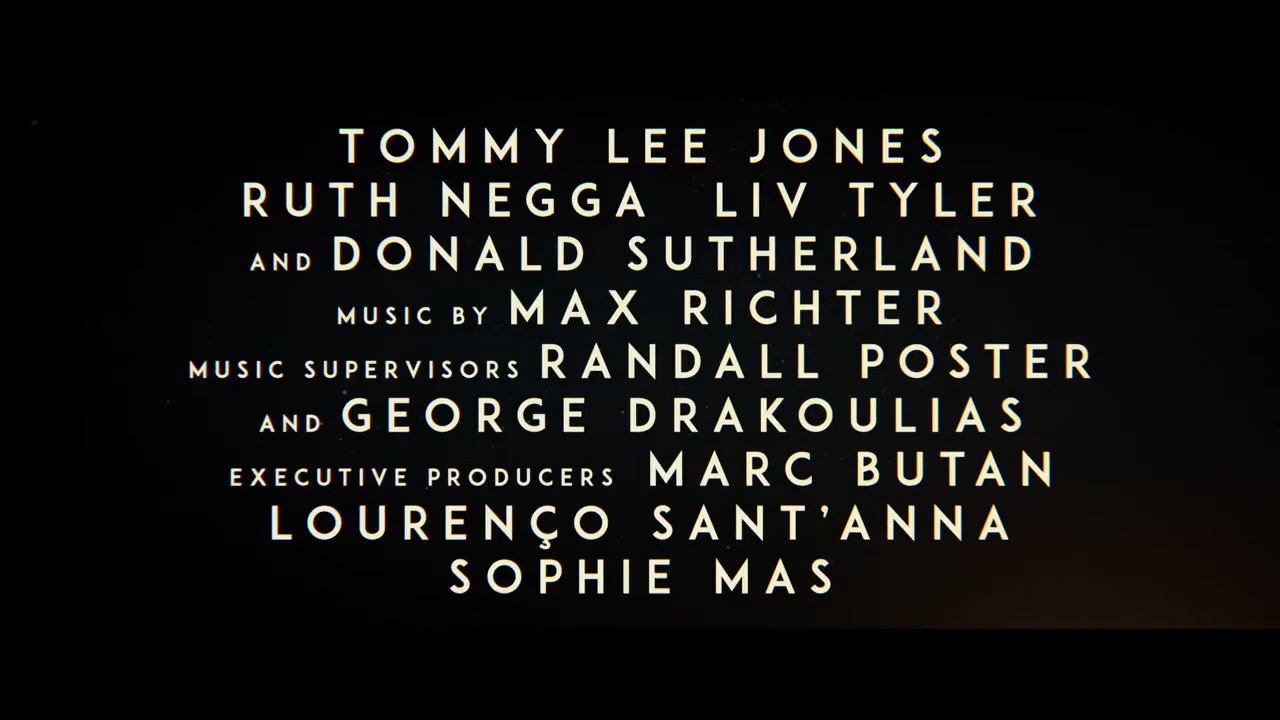 TOMMY LEE JONES
RUTH NEGGA LIV TYLER
AND DONALD SUTHERLAND
MUSIC BY MAX RICHTER
MUSIC SUPERVISORS RANDALL POSTER
AND GEORGE DRAKOULIAS
EXECUTIVE PRODUCERS MARC BUTAN
LOURENÇO SANT'ANNA
SOPHIE MAS